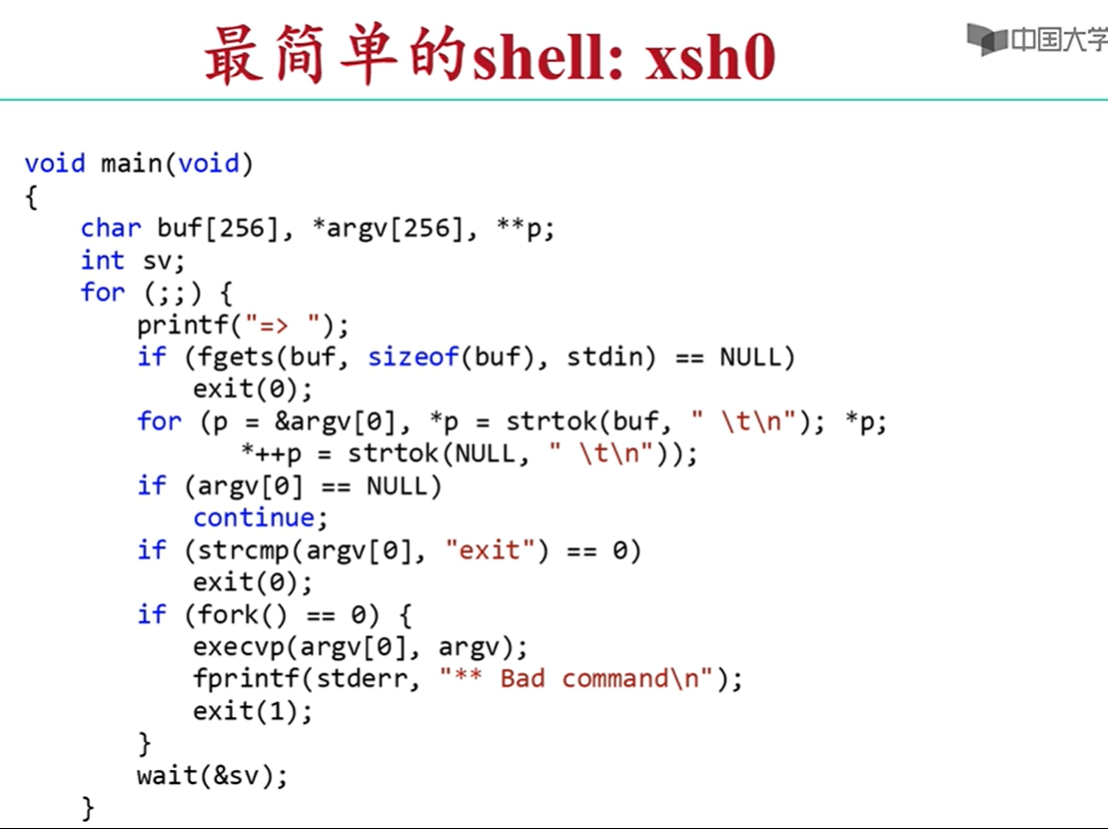 最简单的shell: xsh0
中国大学
void main(void)
{
    char buf[256], *argv[256], **p;
    int sv;
    for (;;) {
        printf("=> ");
        if (fgets(buf, sizeof(buf), stdin) == NULL)
            exit(0);
        for (p = &argv[0], *p = strtok(buf, " \t\n"); *p;
              *++p = strtok(NULL, " \t\n"));
        if (argv[0] == NULL)
            continue;
        if (strcmp(argv[0], "exit") == 0)
            exit(0);
        if (fork() == 0) {
            execvp(argv[0], argv);
            fprintf(stderr, "** Bad command\n");
            exit(1);
        }
        wait(&sv);
    }